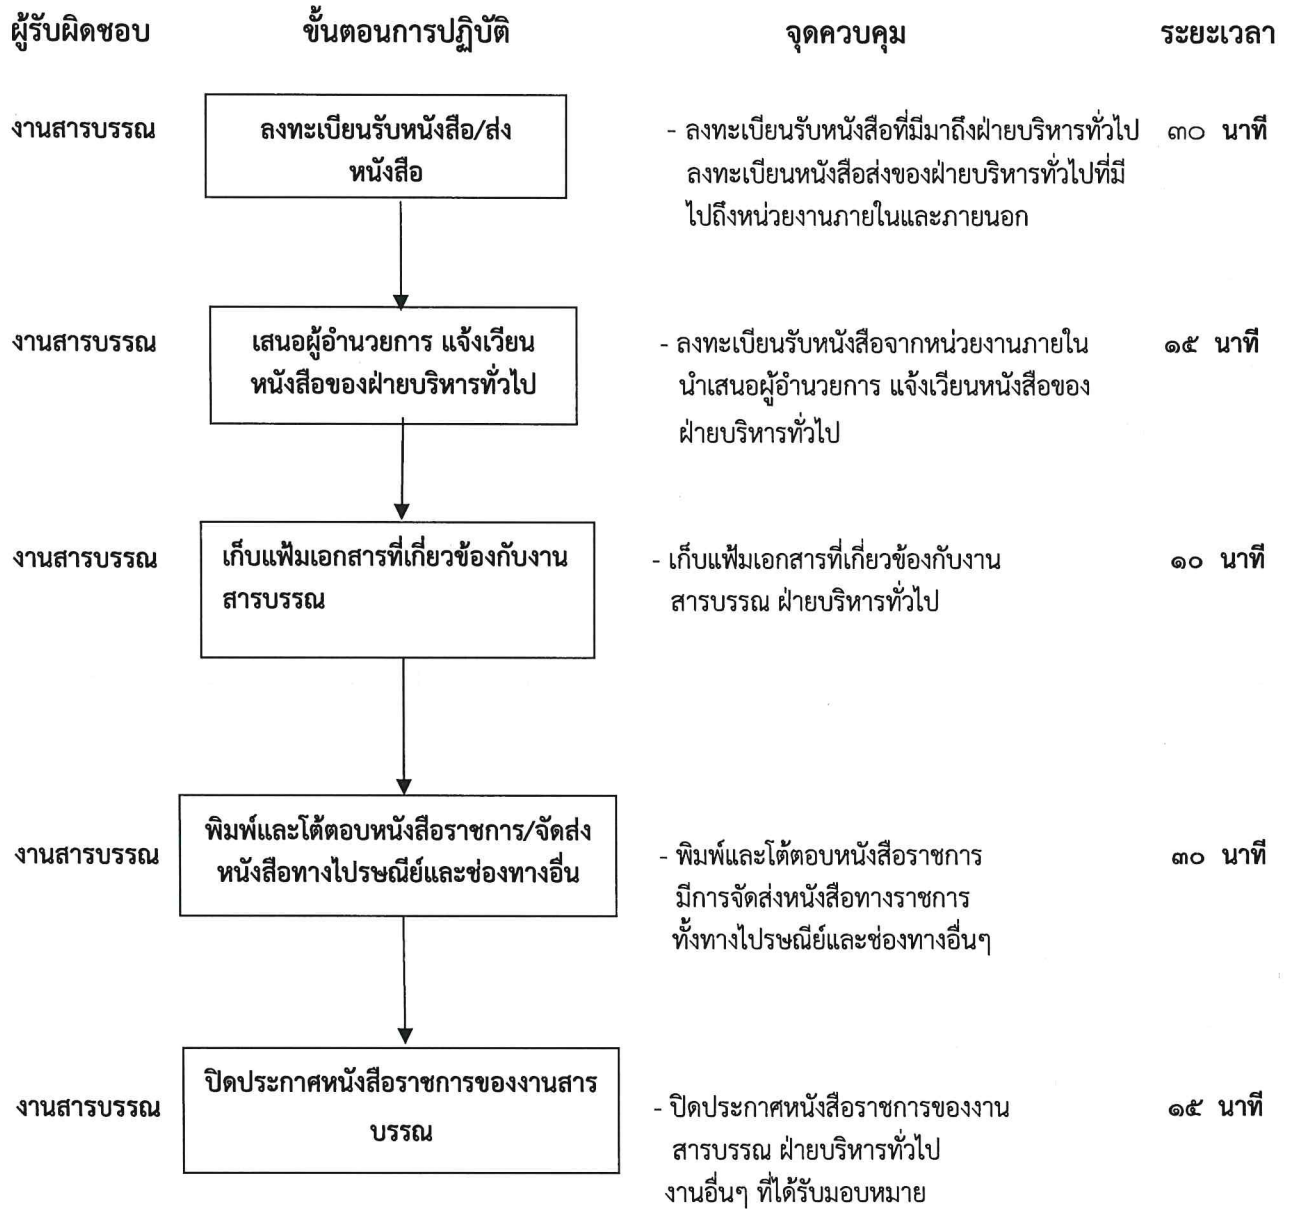 ผู้รับผิดชอบ ขั้นตอนการปฏิบัติ จุดควบคุม ระยะเวลา
งานสารบรรณ ลงทะเบียนรับหนังสือ/ส่ง - ลงทะเบียนรับหนังสือที่มีมาถึงฝ่ายบริหารทั่วไป ๓๐ นาที
หนังสือ ลงทะเบียนหนังสือส่งของฝ่ายบริหารทั่วไปที่มี
ไปถึงหน่วยงานภายในและภายนอก
งานสารบรรณ เสนอผู้อำนวยการ แจ้งเวียน - ลงทะเบียนรับหนังสือจากหน่วยงานภายใน ๑๕ นาที
หนังสือของฝ่ายบริหารทั่วไป นำเสนอผู้อำนวยการ แจ้งเวียนหนังสือของ
ฝ่ายบริหารทั่วไป
งานสารบรรณ เก็บแฟ้มเอกสารที่เกี่ยวข้องกับงาน - เก็บแฟ้มเอกสารที่เกี่ยวข้องกับงาน ๑๐ นาที
สารบรรณ สารบรรณ ฝ่ายบริหารทั่วไป
งานสารบรรณ พิมพ์และโต้ตอบหนังสือราชการ/จัดส่ง - พิมพ์และโต้ตอบหนังสือราชการ ๓๐ นาที
หนังสือทางไปรษณีย์และช่องทางอื่น มีการจัดส่งหนังสือทางราชการ
ทั้งทางไปรษณีย์และช่องทางอื่นๆ
งานสารบรรณ ปิดประกาศหนังสือราชการของงานสาร - ปิดประกาศหนังสือราชการของงาน ๑๕ นาที
บรรณ สารบรรณ ฝ่ายบริหารทั่วไป
งานอื่นๆ ที่ได้รับมอบหมาย